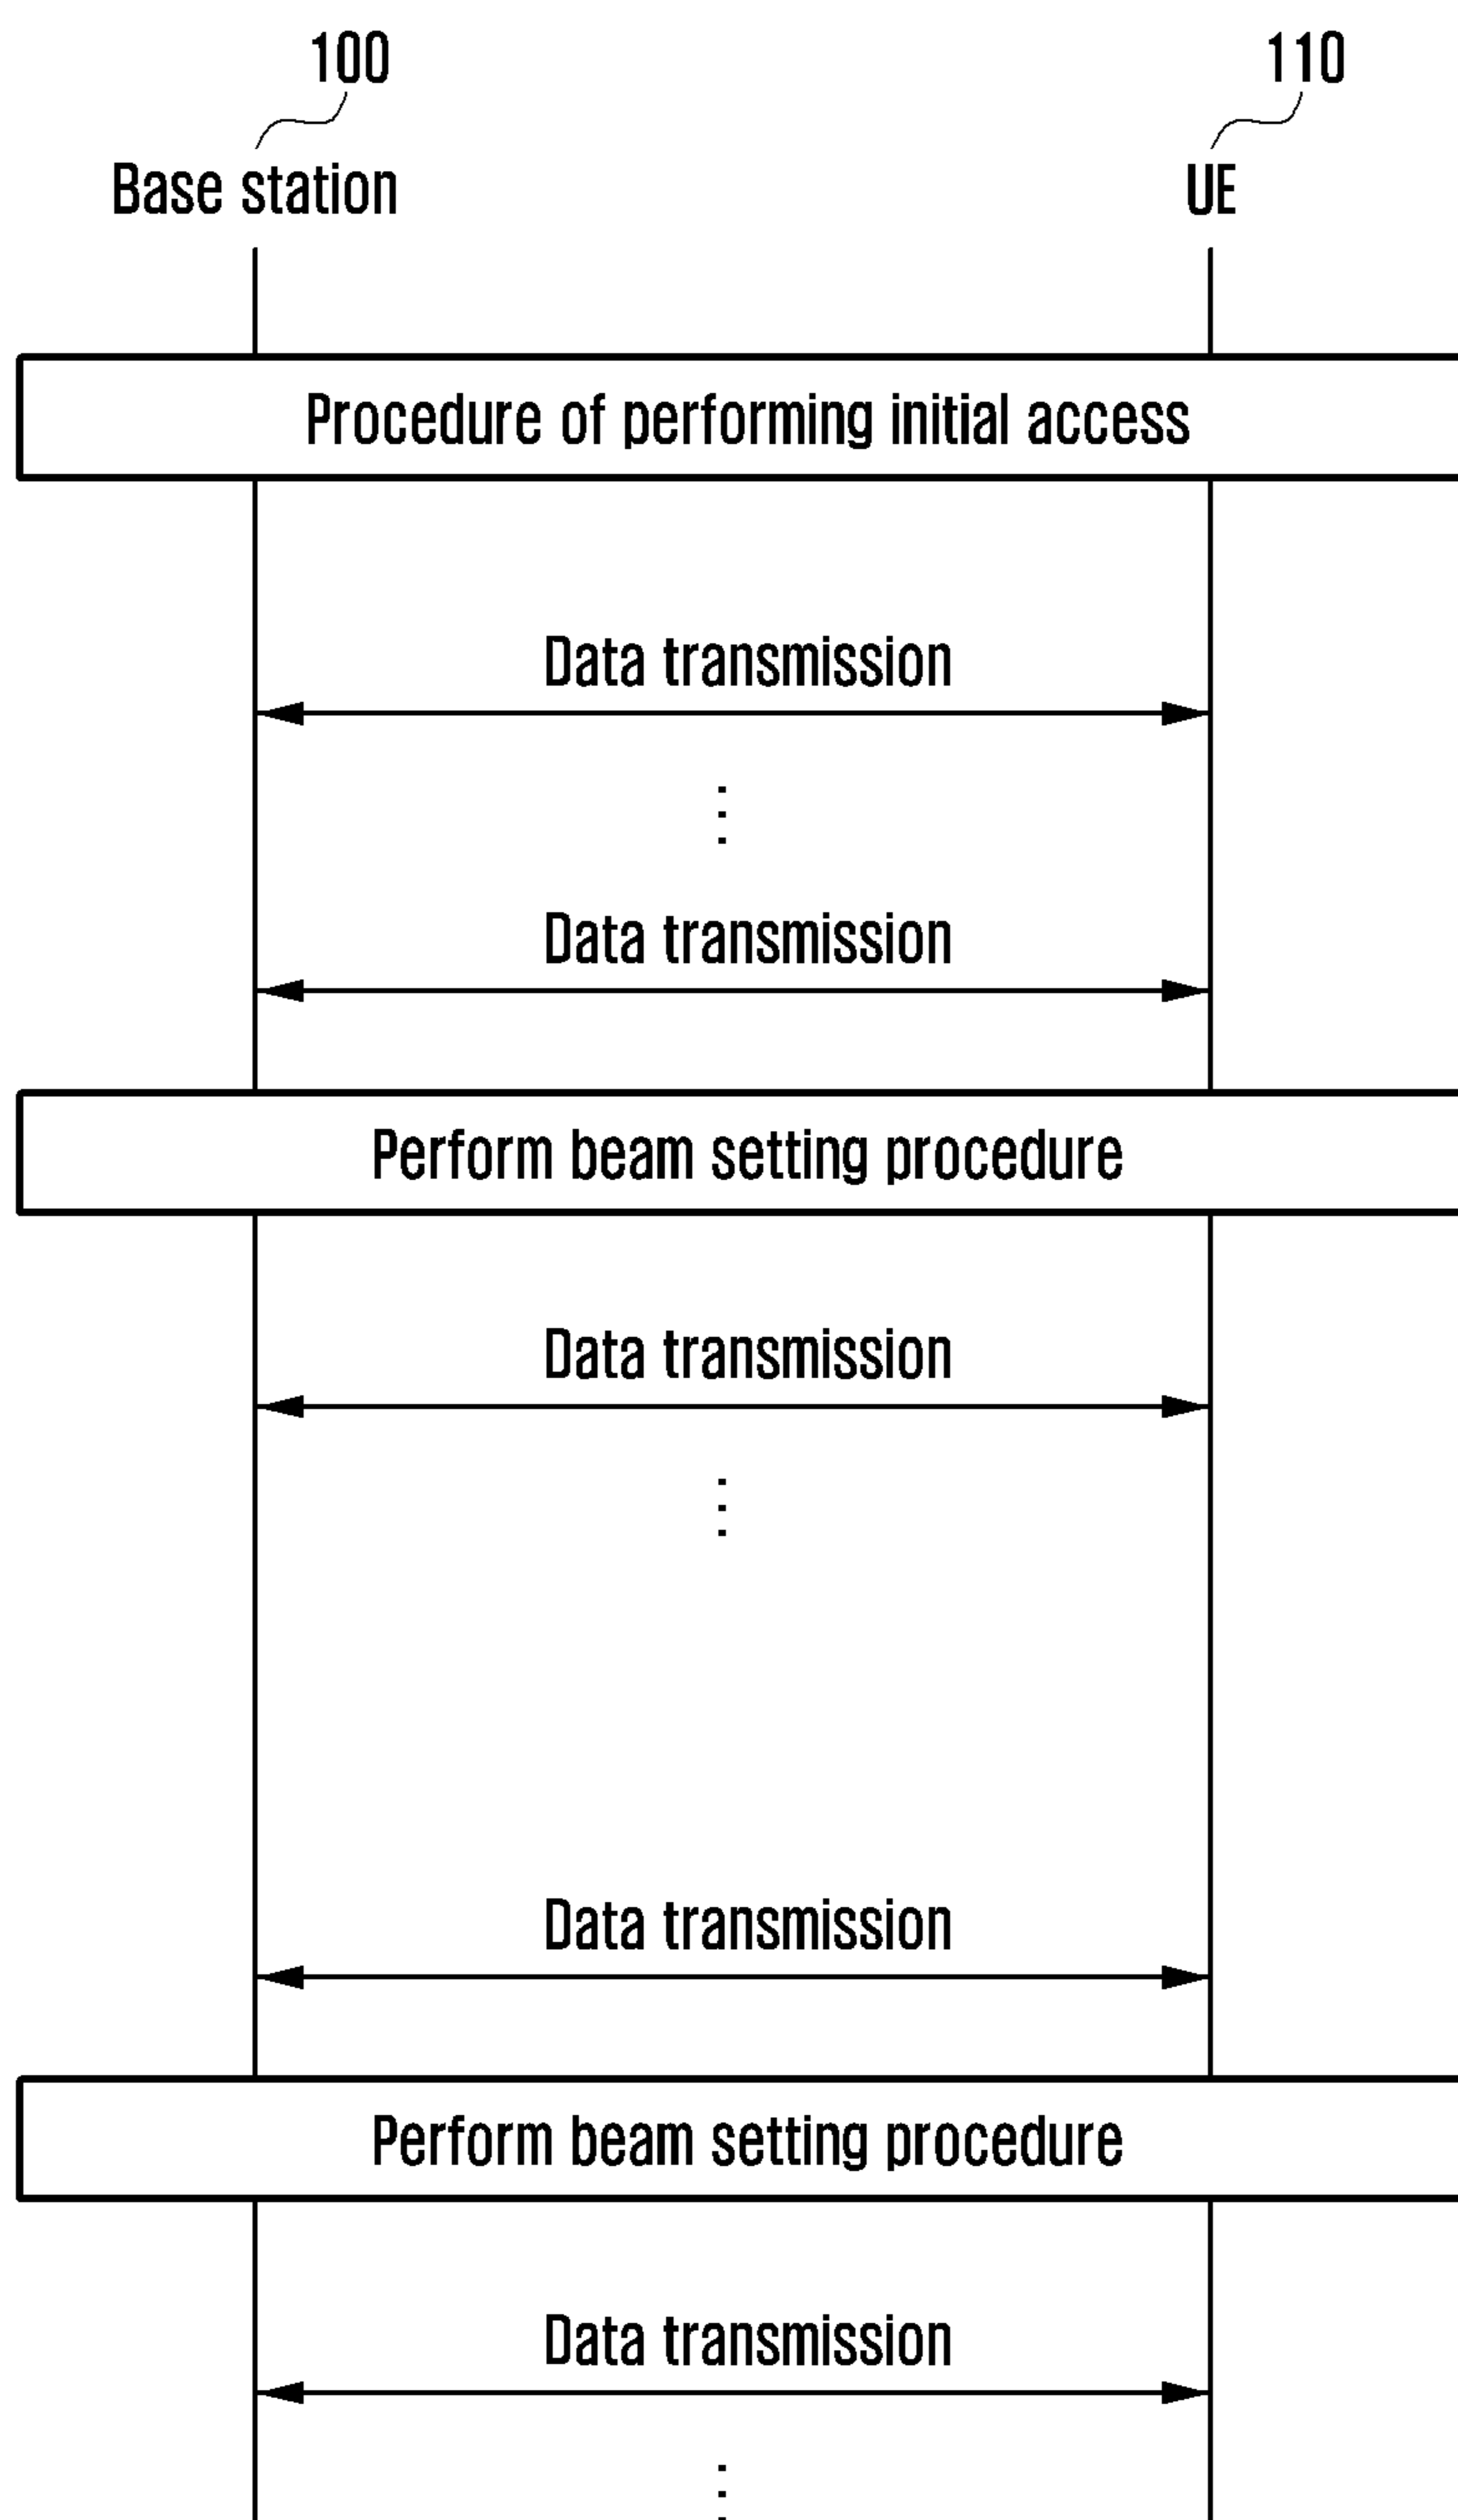 100 110
Base station UE
Procedure of performing initial access
Data transmission
Data transmission
Perform beam setting procedure
Data transmission
Data transmission
Perform beam setting procedure
Data transmission